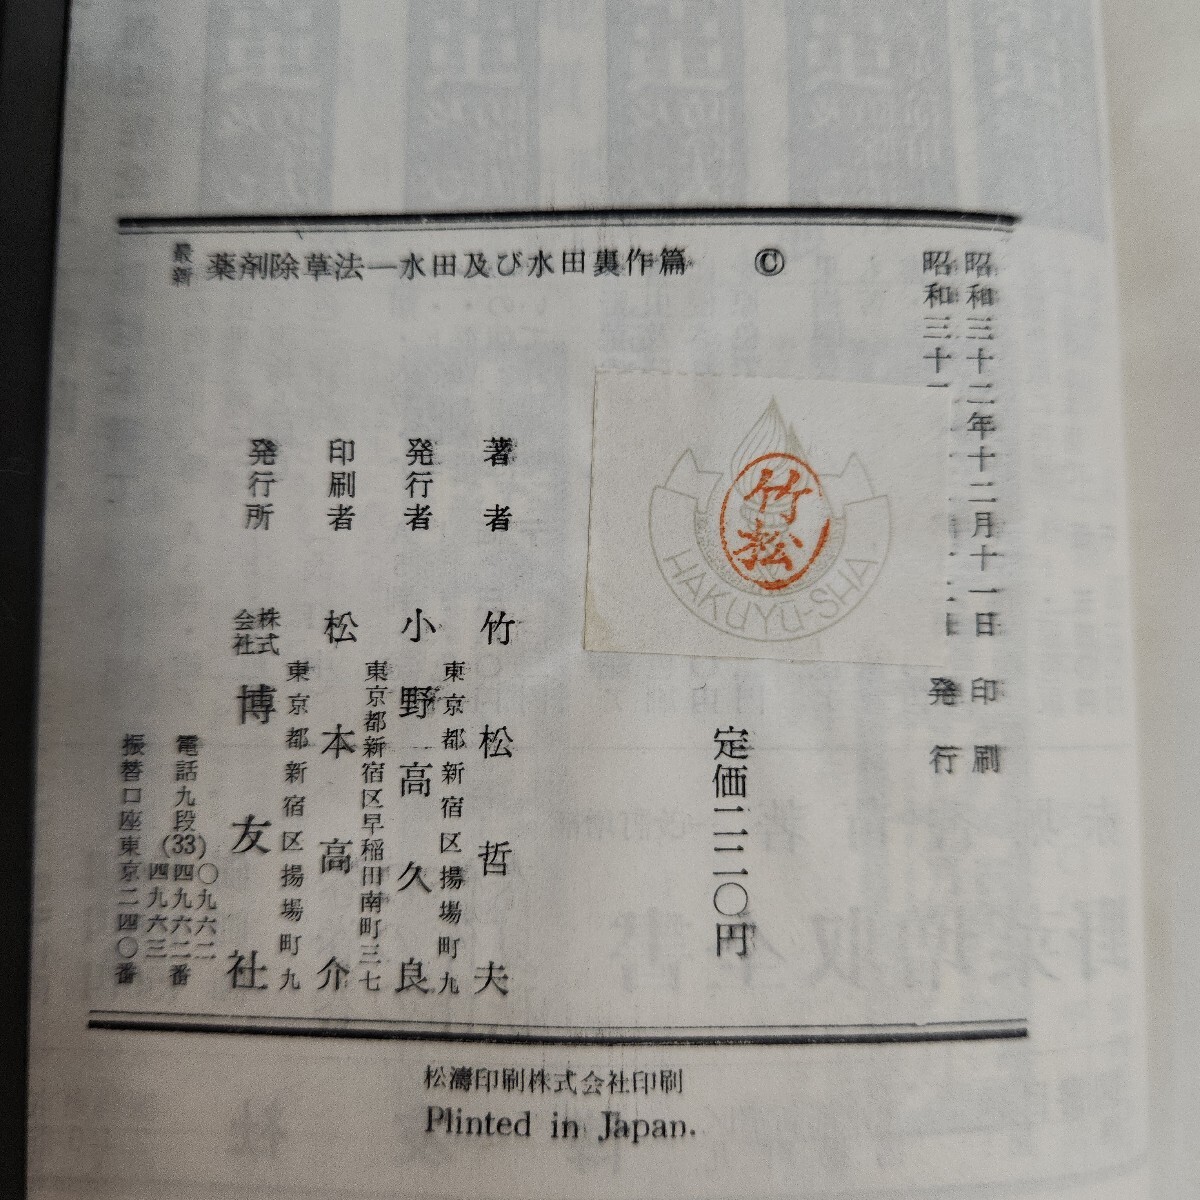 最新 薬剤除草法―水田及び水田裏作篇 ©
昭和三十二年十二月十一日 印刷
昭和三十 発行
竹松
HAKUYU-SHA
定価二二〇円
著者 竹松哲夫
東京都新宿区揚場町九
発行者 小野高久良
東京都新宿区早稲田南町三七
印刷者 松本高介
東京都新宿区揚場町九
発行所 株式会社 博友社
電話九段(33)〇九六二
四九六二番
四九六三
振替口座東京二四〇番
松濤印刷株式会社印刷
Plinted in Japan.